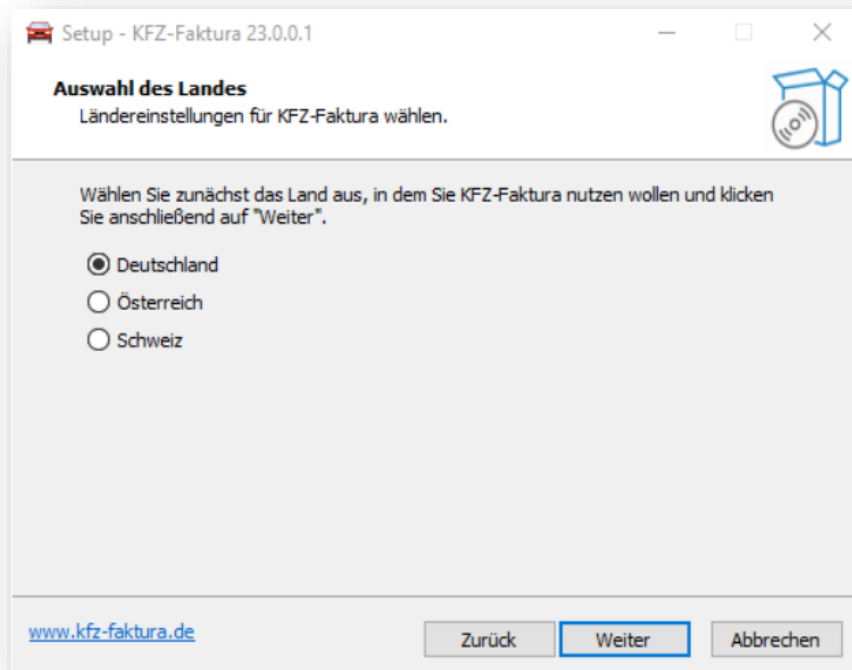 Setup - KFZ-Faktura 23.0.0.1
Auswahl des Landes
Ländereinstellungen für KFZ-Faktura wählen.
Wählen Sie zunächst das Land aus, in dem Sie KFZ-Faktura nutzen wollen und klicken
Sie anschließend auf "Weiter".
Deutschland
Österreich
Schweiz
www.kfz-faktura.de
Zurück
Weiter
Abbrechen